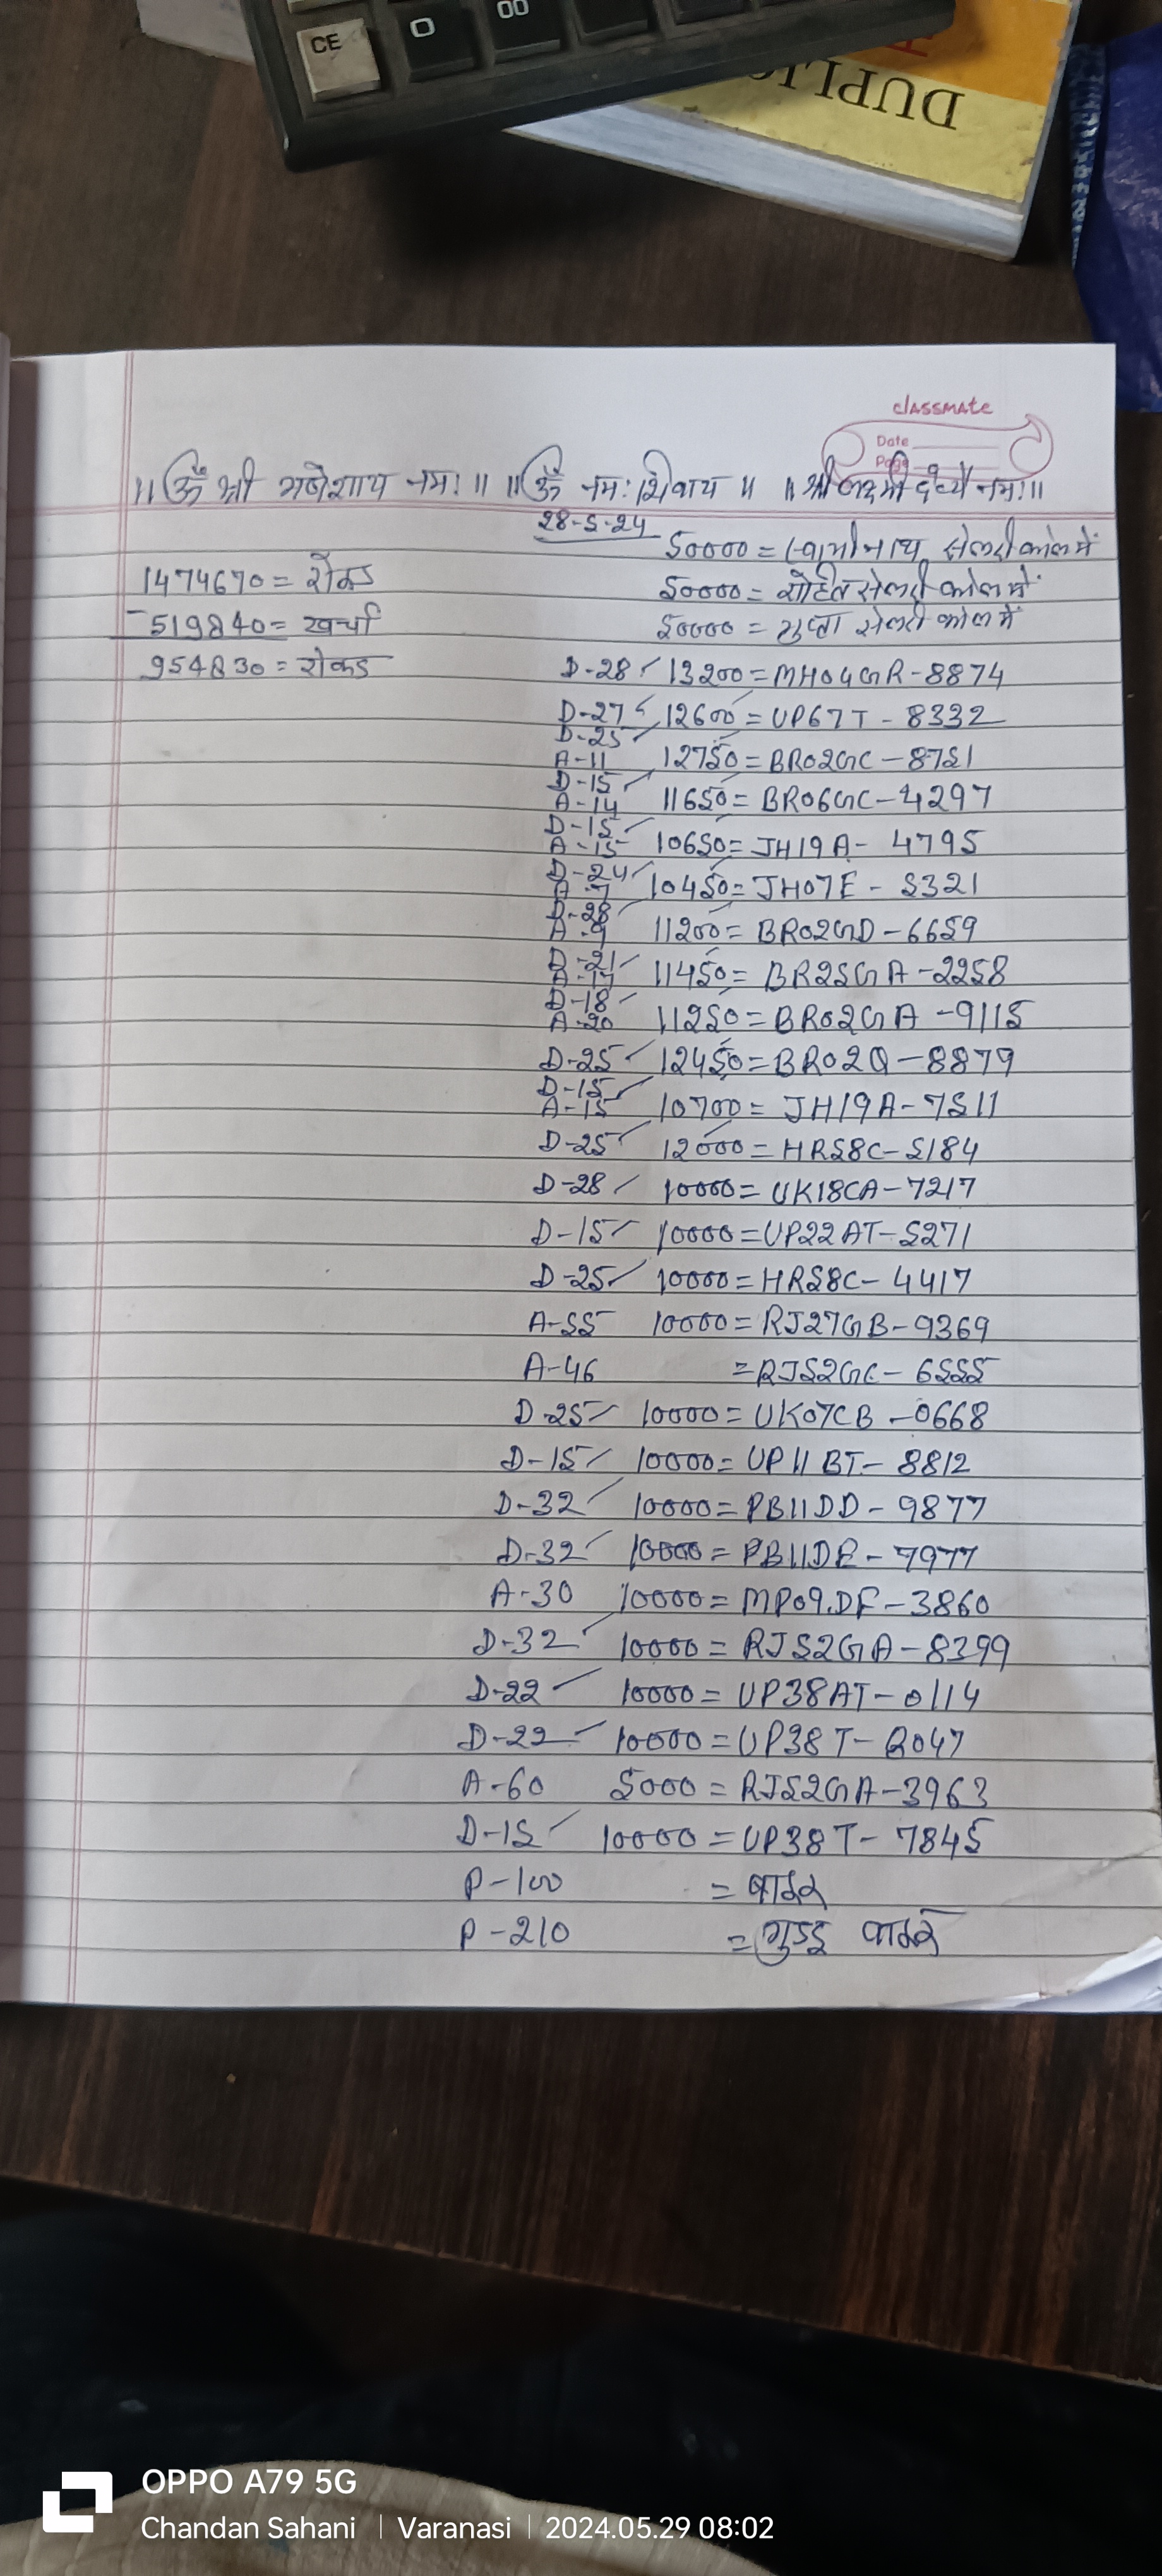 CE 0 00
DUPLIC
classmate
Date
Page
॥ ॐ श्री गणेशाय नमः ॥ ॥ ॐ नमः शिवाय ॥ ॥ श्री लक्ष्मी देव्यै नमः ॥
28-5-24
1474670 = रोकड
-519840 = खर्चा
954830 = रोकड
50000 = सेलरी कोल में
50000 = रोहित सेलरी कोल में
50000 = गुप्ता सेलरी कोल में
D-28 13200 = MH04GR-8874
D-27 12600 = UP67T-8332
D-25 A-11 12750 = BR02GC-8751
D-15 A-14 11650 = BR06GC-4297
D-15 A-15 10650 = JH19A-4795
D-24 A-7 10450 = JH07E-5321
D-28 A-9 11200 = BR02GD-6659
D-21 A-17 11450 = BR25GA-2258
D-18 A-20 11250 = BR02GA-9115
D-25 12450 = BR02Q-8879
D-15 A-15 10700 = JH19A-7511
D-25 12000 = HR58C-5184
D-28 10000 = UK18CA-7217
D-15 10000 = UP22AT-5271
D-25 10000 = HR58C-4417
A-55 10000 = RJ27GB-9369
A-46 = RJ52GC-6555
D-25 10000 = UK07CB-0668
D-15 10000 = UP11BT-8812
D-32 10000 = PB11DD-9877
D-32 10000 = PB11DE-7977
A-30 10000 = MP09.DF-3860
D-32 10000 = RJ52GA-8399
D-22 10000 = UP38AT-0114
D-22 10000 = UP38T-2047
A-60 5000 = RJ52GA-3963
D-15 10000 = UP38T-7845
P-100 =
P-210 = गुड्डू
OPPO A79 5G
Chandan Sahani | Varanasi | 2024.05.29 08:02